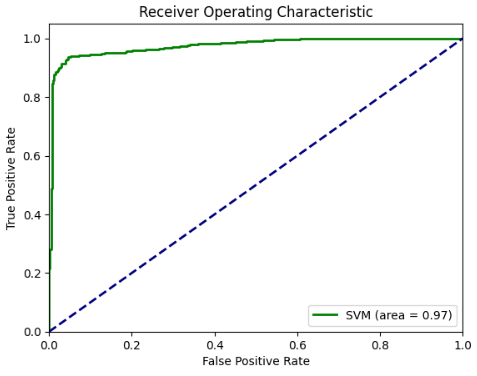 Receiver Operating Characteristic
True Positive Rate
1.0
0.8
0.6
0.4
0.2
0.0
SVM (area = 0.97)
0.0 0.2 0.4 0.6 0.8 1.0
False Positive Rate